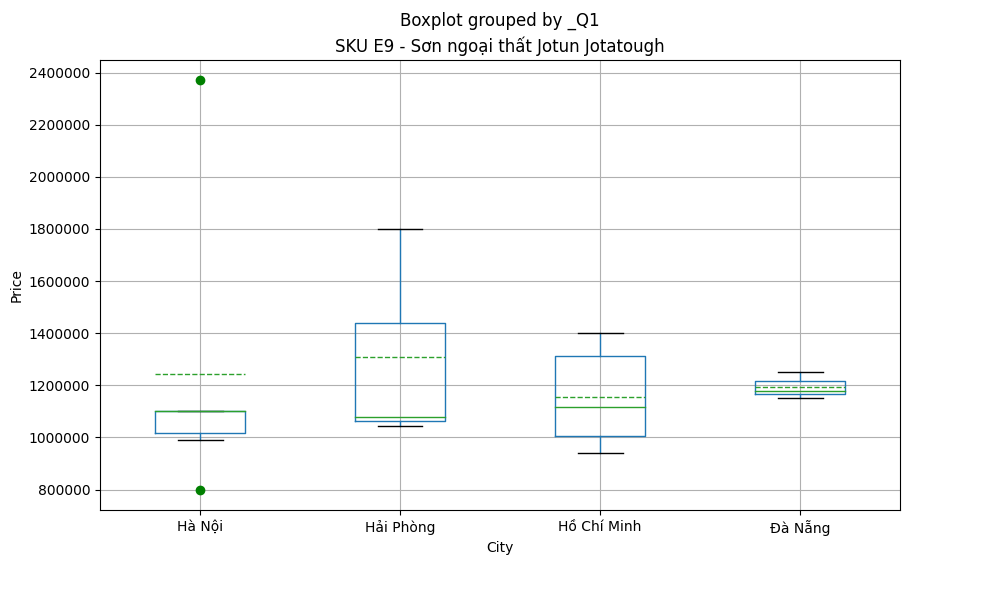 Boxplot grouped by _Q1
SKU E9 - Sơn ngoại thất Jotun Jotatough
2400000
2200000
2000000
1800000
1600000
1400000
1200000
1000000
800000
Price
Hà Nội
Hải Phòng
Hồ Chí Minh
Đà Nẵng
City